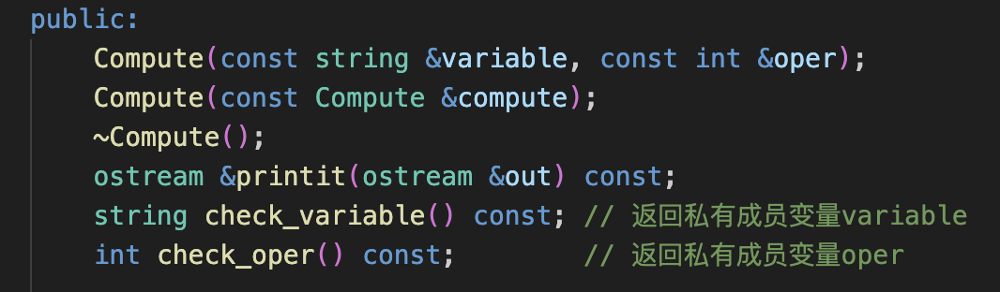 public:
Compute(const string &variable, const int &oper);
Compute(const Compute &compute);
~Compute();
ostream &printit(ostream &out) const;
string check_variable() const; // 返回私有成员变量variable
int check_oper() const; // 返回私有成员变量oper